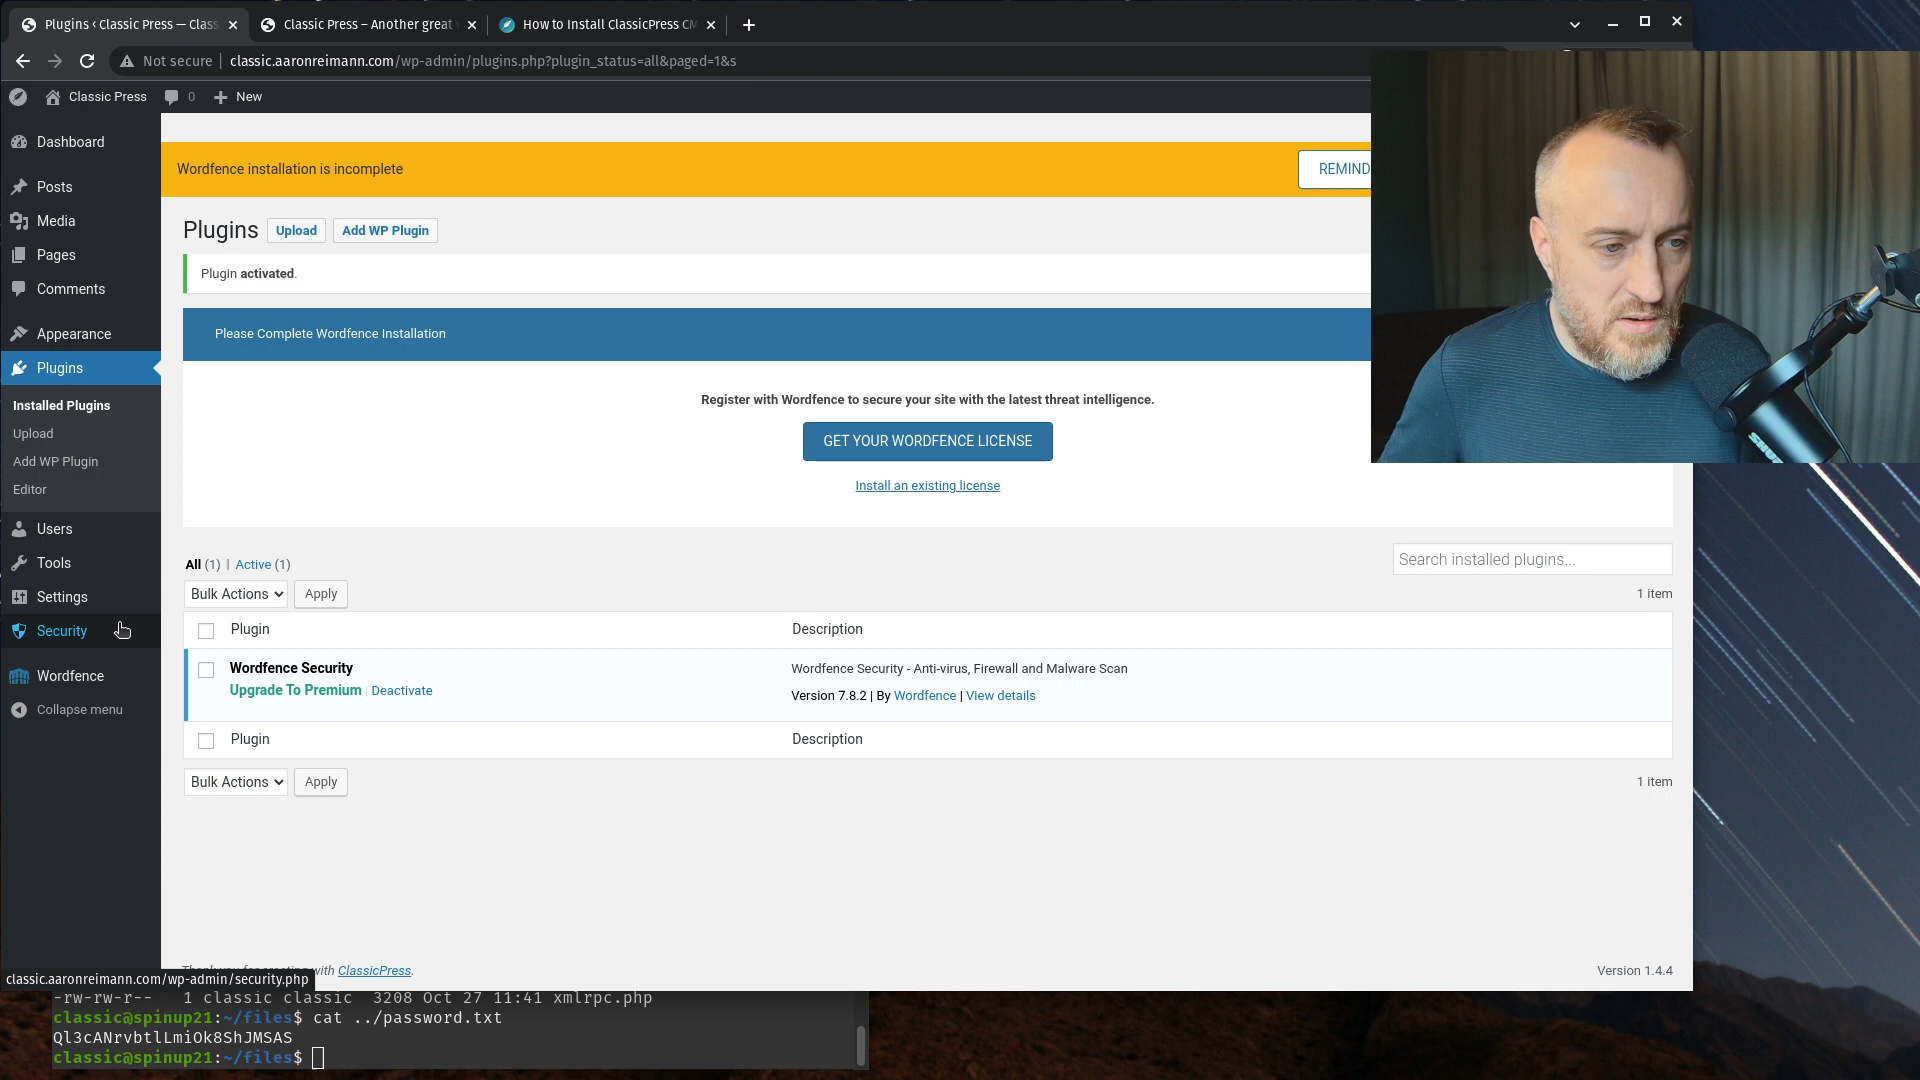 Plugins ‹ Classic Press — Class
Classic Press – Another great
How to Install ClassicPress CM
Not secure
classic.aaronreimann.com/wp-admin/plugins.php?plugin_status=all&paged=1&s
Classic Press
0
New
Dashboard
Posts
Media
Pages
Comments
Appearance
Plugins
Installed Plugins
Upload
Add WP Plugin
Editor
Users
Tools
Settings
Security
Wordfence
Collapse menu
Wordfence installation is incomplete
REMIND
Plugins
Upload
Add WP Plugin
Plugin activated.
Please Complete Wordfence Installation
Register with Wordfence to secure your site with the latest threat intelligence.
GET YOUR WORDFENCE LICENSE
Install an existing license
All (1) | Active (1)
Search installed plugins...
Bulk Actions
Apply
1 item
Plugin
Description
Wordfence Security
Wordfence Security - Anti-virus, Firewall and Malware Scan
Upgrade To Premium | Deactivate
Version 7.8.2 | By Wordfence | View details
Plugin
Description
Bulk Actions
Apply
1 item
Thank you for creating with ClassicPress.
Version 1.4.4
classic.aaronreimann.com/wp-admin/security.php
-rw-rw-r-- 1 classic classic 3208 Oct 27 11:41 xmlrpc.php
classic@spinup21:~/files$ cat ../password.txt
Ql3cANrvbtlLmiOk8ShJMSAS
classic@spinup21:~/files$